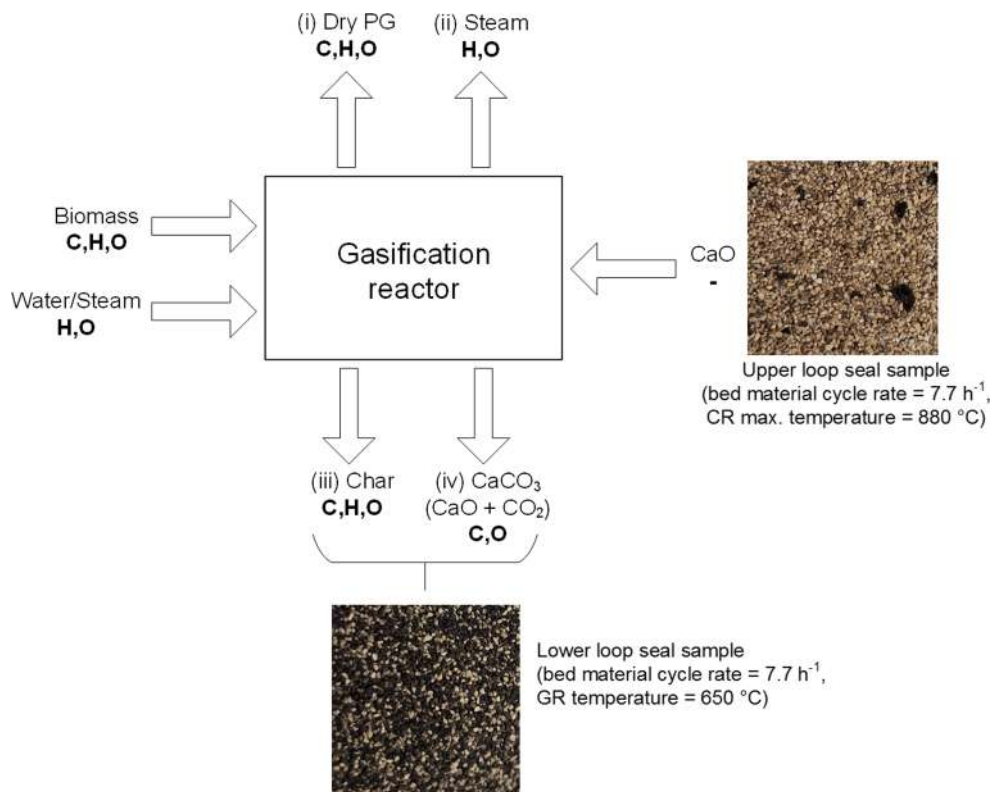 (i) Dry PG
C,H,O
(ii) Steam
H,O
Biomass
C,H,O
Water/Steam
H,O
Gasification
reactor
CaO
-
Upper loop seal sample
(bed material cycle rate = 7.7 h⁻¹,
CR max. temperature = 880 °C)
(iii) Char
C,H,O
(iv) CaCO₃
(CaO + CO₂)
C,O
Lower loop seal sample
(bed material cycle rate = 7.7 h⁻¹,
GR temperature = 650 °C)